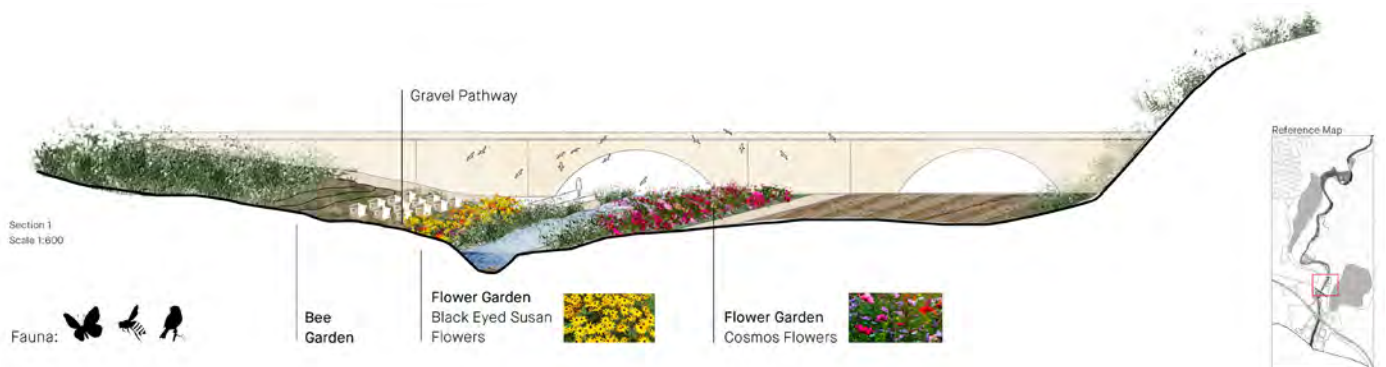 Gravel Pathway
Reference Map
Section 1
Scale 1:600
Fauna:
Bee
Garden
Flower Garden
Black Eyed Susan
Flowers
Flower Garden
Cosmos Flowers